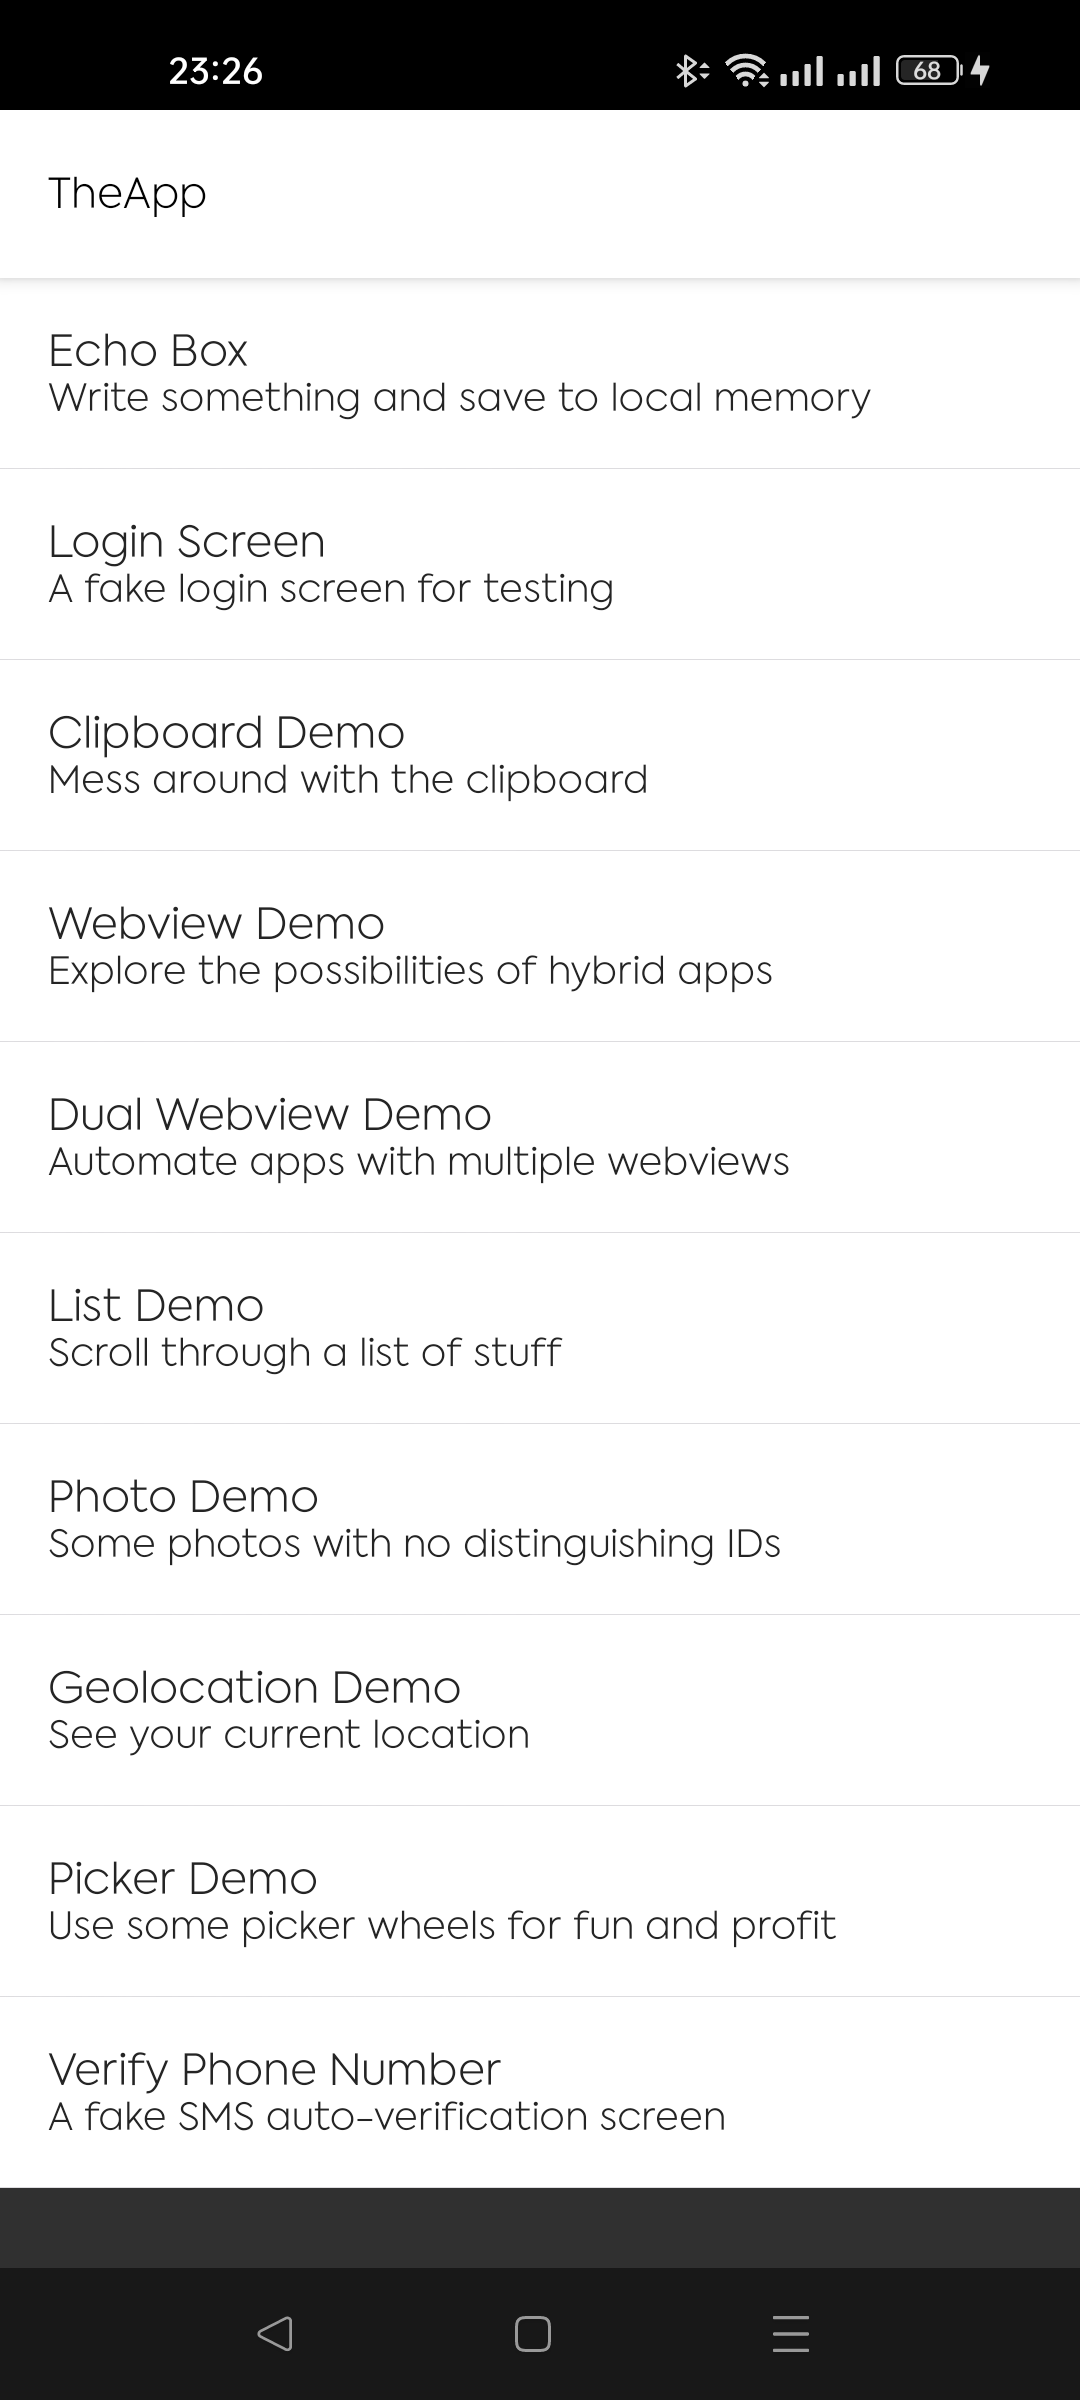 23:26
68
TheApp
Echo Box
Write something and save to local memory
Login Screen
A fake login screen for testing
Clipboard Demo
Mess around with the clipboard
Webview Demo
Explore the possibilities of hybrid apps
Dual Webview Demo
Automate apps with multiple webviews
List Demo
Scroll through a list of stuff
Photo Demo
Some photos with no distinguishing IDs
Geolocation Demo
See your current location
Picker Demo
Use some picker wheels for fun and profit
Verify Phone Number
A fake SMS auto-verification screen